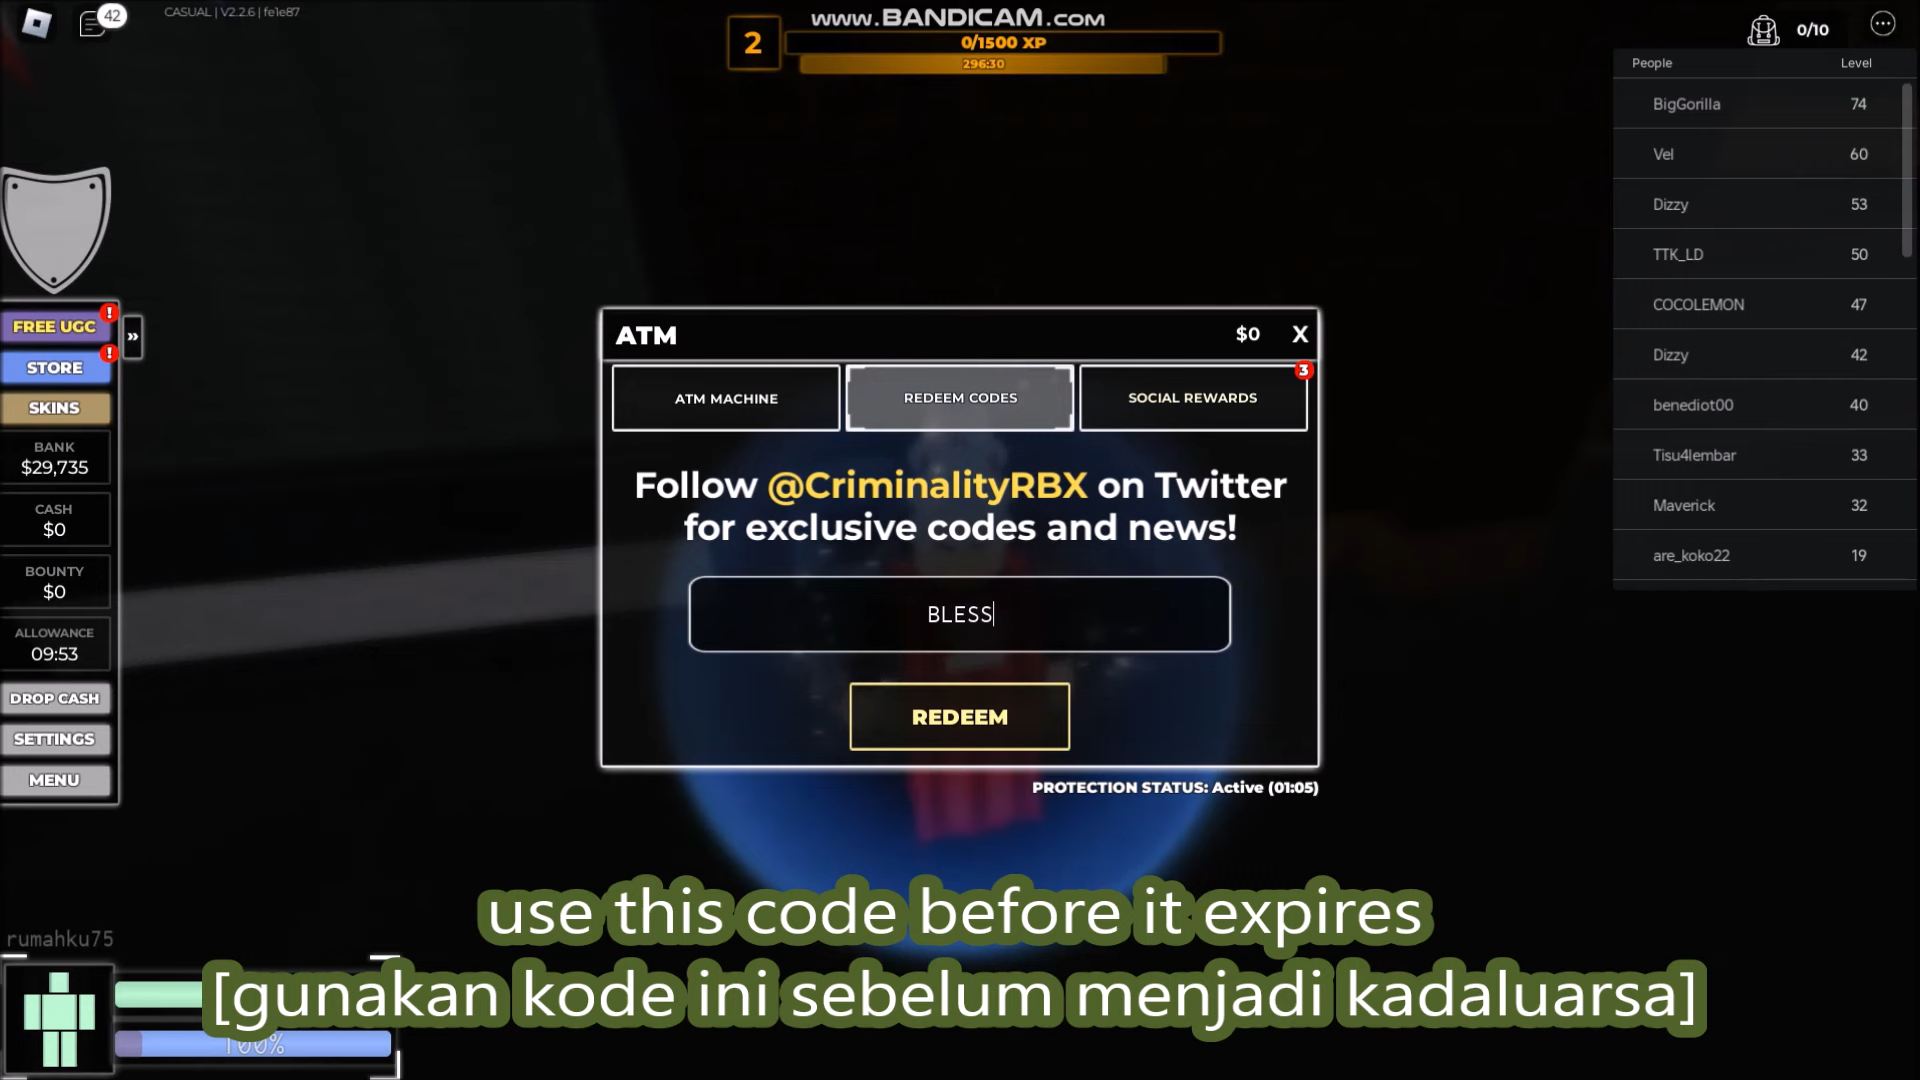 42
CASUAL | V2.2.6 | fe1e87
www.BANDICAM.com
2
0/1500 XP
296:30
0/10
People Level
BigGorilla 74
Vel 60
Dizzy 53
TTK_LD 50
COCOLEMON 47
Dizzy 42
benediot00 40
Tisu4lembar 33
Maverick 32
are_koko22 19
FREE UGC !
»
STORE !
SKINS
BANK
$29,735
CASH
$0
BOUNTY
$0
ALLOWANCE
09:53
DROP CASH
SETTINGS
MENU
ATM $0 X
ATM MACHINE REDEEM CODES SOCIAL REWARDS 3
Follow @CriminalityRBX on Twitter
for exclusive codes and news!
BLESS
REDEEM
PROTECTION STATUS: Active (01:05)
use this code before it expires
[gunakan kode ini sebelum menjadi kadaluarsa]
rumahku75
100%